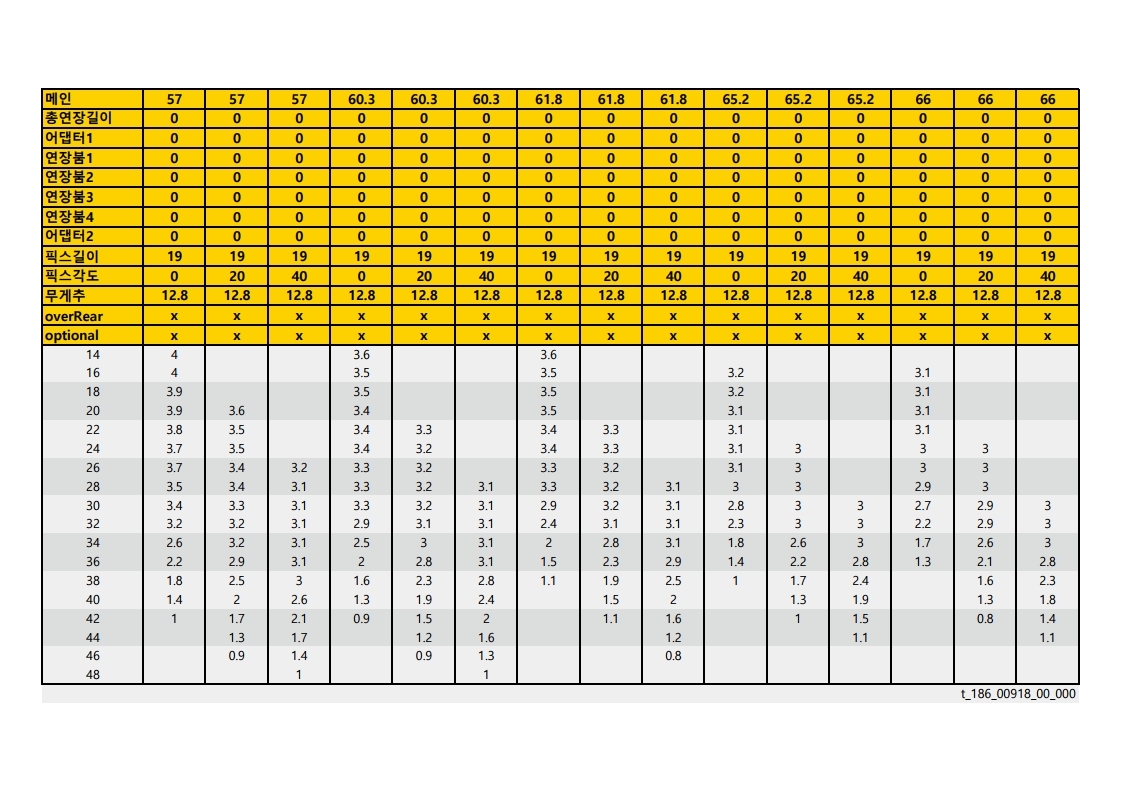 메인 57 57 57 60.3 60.3 60.3 61.8 61.8 61.8 65.2 65.2 65.2 66 66 66
총연장길이 0 0 0 0 0 0 0 0 0 0 0 0 0 0 0
어댑터1 0 0 0 0 0 0 0 0 0 0 0 0 0 0 0
연장붐1 0 0 0 0 0 0 0 0 0 0 0 0 0 0 0
연장붐2 0 0 0 0 0 0 0 0 0 0 0 0 0 0 0
연장붐3 0 0 0 0 0 0 0 0 0 0 0 0 0 0 0
연장붐4 0 0 0 0 0 0 0 0 0 0 0 0 0 0 0
어댑터2 0 0 0 0 0 0 0 0 0 0 0 0 0 0 0
픽스길이 19 19 19 19 19 19 19 19 19 19 19 19 19 19 19
픽스각도 0 20 40 0 20 40 0 20 40 0 20 40 0 20 40
무게추 12.8 12.8 12.8 12.8 12.8 12.8 12.8 12.8 12.8 12.8 12.8 12.8 12.8 12.8 12.8
overRear x x x x x x x x x x x x x x x
optional x x x x x x x x x x x x x x x
14 4 3.6 3.6
16 4 3.5 3.5 3.2 3.1
18 3.9 3.5 3.5 3.2 3.1
20 3.9 3.6 3.4 3.5 3.1 3.1
22 3.8 3.5 3.4 3.3 3.4 3.3 3.1 3.1
24 3.7 3.5 3.4 3.2 3.4 3.3 3.1 3 3 3
26 3.7 3.4 3.2 3.3 3.2 3.3 3.2 3.1 3 3 3
28 3.5 3.4 3.1 3.3 3.2 3.1 3.3 3.2 3.1 3 3 2.9 3
30 3.4 3.3 3.1 3.3 3.2 3.1 2.9 3.2 3.1 2.8 3 3 2.7 2.9 3
32 3.2 3.2 3.1 2.9 3.1 3.1 2.4 3.1 3.1 2.3 3 3 2.2 2.9 3
34 2.6 3.2 3.1 2.5 3 3.1 2 2.8 3.1 1.8 2.6 3 1.7 2.6 3
36 2.2 2.9 3.1 2 2.8 3.1 1.5 2.3 2.9 1.4 2.2 2.8 1.3 2.1 2.8
38 1.8 2.5 3 1.6 2.3 2.8 1.1 1.9 2.5 1 1.7 2.4 1.6 2.3
40 1.4 2 2.6 1.3 1.9 2.4 1.5 2 1.3 1.9 1.3 1.8
42 1 1.7 2.1 0.9 1.5 2 1.1 1.6 1 1.5 0.8 1.4
44 1.3 1.7 1.2 1.6 1.2 1.1 1.1
46 0.9 1.4 0.9 1.3 0.8
48 1 1
t_186_00918_00_000